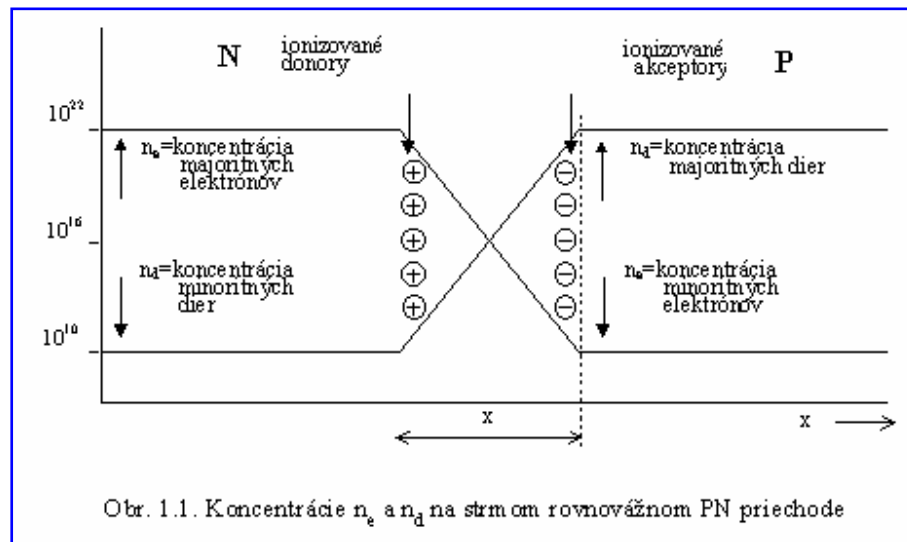 N
ionizované
donory
ionizované
akceptory
P
10²²
nₑ=koncentrácia
majoritných
elektrónov
n_d=koncentrácia
majoritných dier
10¹⁶
n_d=koncentrácia
minoritných
dier
nₑ=koncentrácia
minoritných
elektrónov
10¹⁰
x
x
Obr. 1.1. Koncentrácie nₑ a n_d na strmom rovnovážnom PN priechode